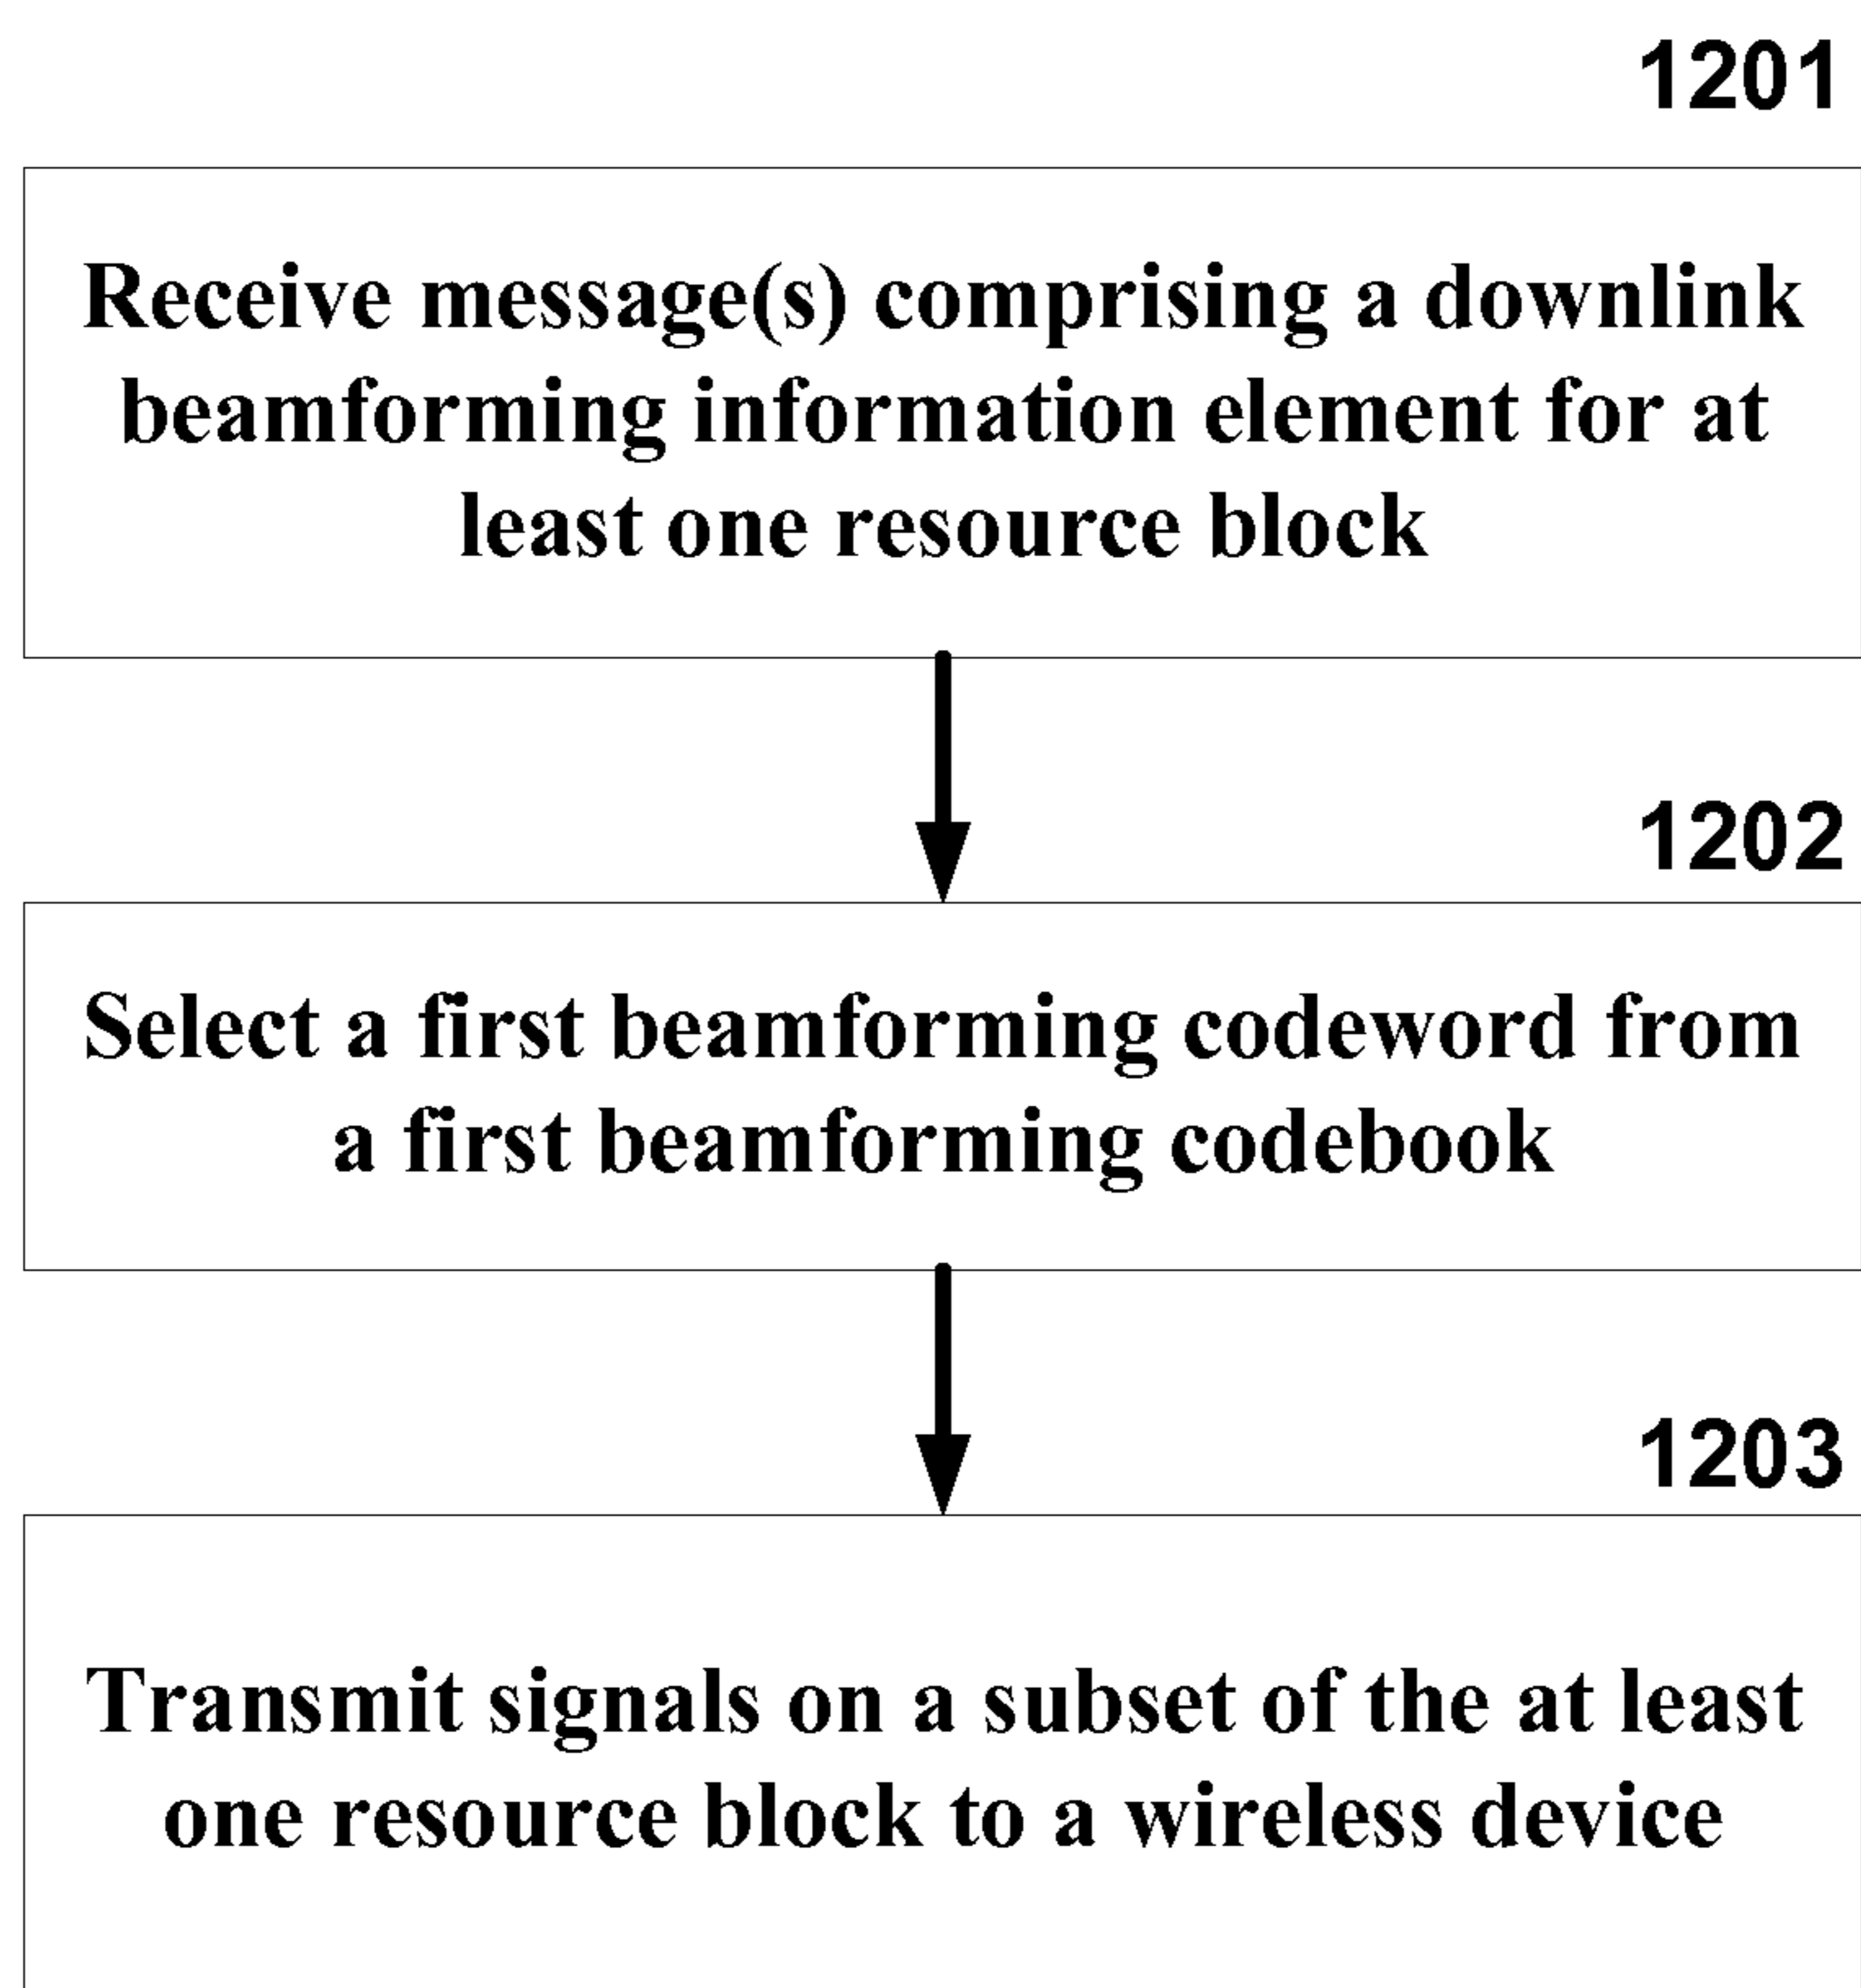 1201
Receive message(s) comprising a downlink
beamforming information element for at
least one resource block
1202
Select a first beamforming codeword from
a first beamforming codebook
1203
Transmit signals on a subset of the at least
one resource block to a wireless device